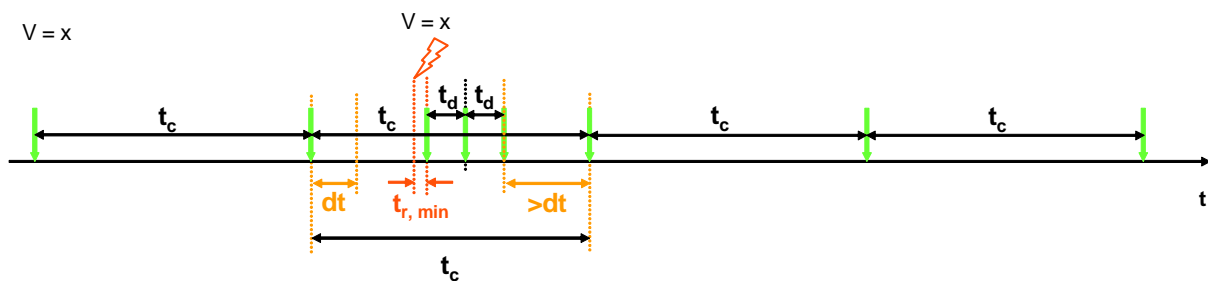 V = x
V = x
t_d t_d
t_c t_c t_c t_c
dt t_r, min >dt t
t_c